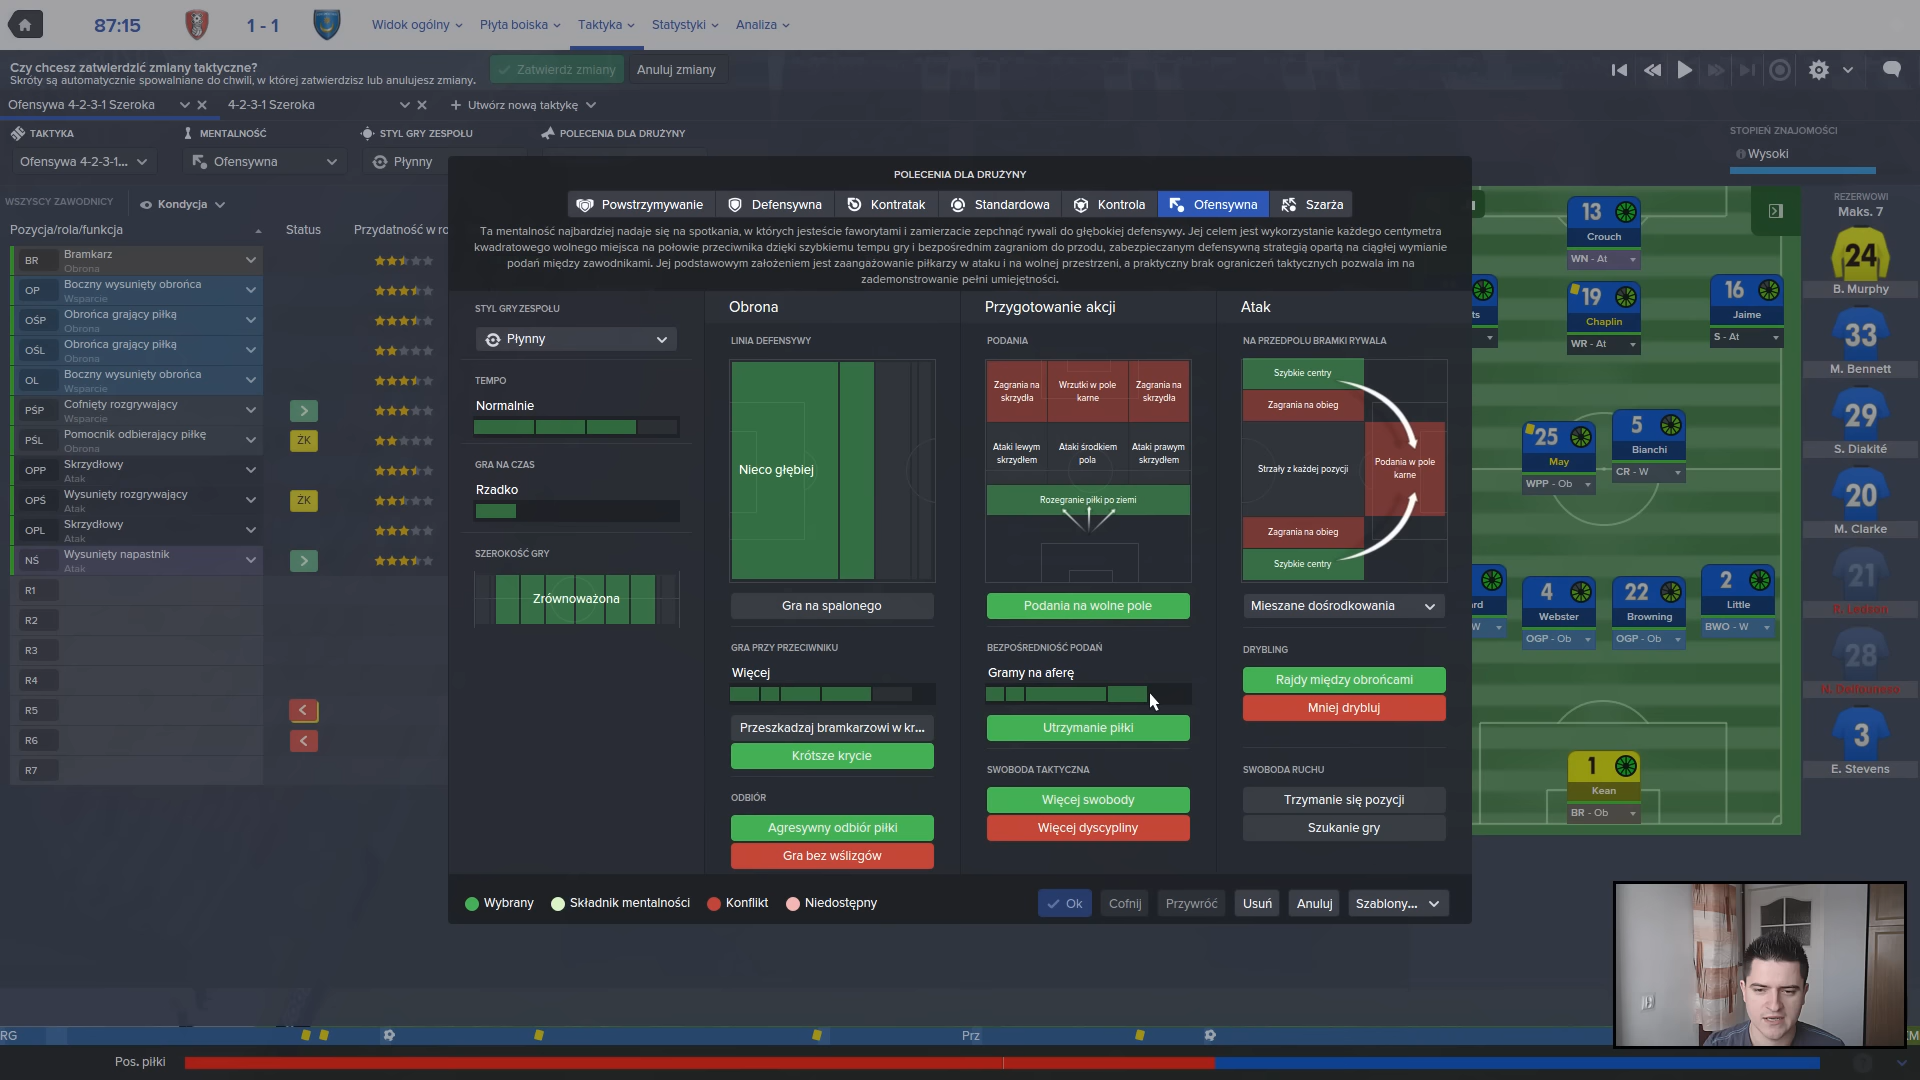 87:15
1 - 1
Widok ogólny
Płyta boiska
Taktyka
Statystyki
Analiza
Czy chcesz zatwierdzić zmiany taktyczne?
Skróty są automatycznie spowalniane do chwili, w której zatwierdzisz lub anulujesz zmiany.
Zatwierdź zmiany
Anuluj zmiany
Ofensywa 4-2-3-1 Szeroka
4-2-3-1 Szeroka
Utwórz nową taktykę
TAKTYKA
MENTALNOŚĆ
STYL GRY ZESPOŁU
POLECENIA DLA DRUŻYNY
STOPIEŃ ZNAJOMOŚCI
Ofensywa 4-2-3-1...
Ofensywna
Płynny
Wysoki
WSZYSCY ZAWODNICY
Kondycja
Pozycja/rola/funkcja
Status
Przydatność w ro
BR
Bramkarz
Obrona
OP
Boczny wysunięty obrońca
Wsparcie
OŚP
Obrońca grający piłką
Obrona
OŚL
Obrońca grający piłką
Obrona
OL
Boczny wysunięty obrońca
Wsparcie
PŚP
Cofnięty rozgrywający
Wsparcie
PŚL
Pomocnik odbierający piłkę
Obrona
ŻK
OPP
Skrzydłowy
Atak
OPŚ
Wysunięty rozgrywający
Atak
ŻK
OPL
Skrzydłowy
Atak
NŚ
Wysunięty napastnik
Atak
R1
R2
R3
R4
R5
R6
R7
POLECENIA DLA DRUŻYNY
Powstrzymywanie
Defensywna
Kontratak
Standardowa
Kontrola
Ofensywna
Szarża
Ta mentalność najbardziej nadaje się na spotkania, w których jesteście faworytami i zamierzacie zepchnąć rywali do głębokiej defensywy. Jej celem jest wykorzystanie każdego centymetra
kwadratowego wolnego miejsca na połowie przeciwnika dzięki szybkiemu tempu gry i bezpośrednim zagraniom do przodu, zabezpieczanym defensywną strategią opartą na ciągłej wymianie
podań między zawodnikami. Jej podstawowym założeniem jest zaangażowanie piłkarzy w ataku i na wolnej przestrzeni, a praktyczny brak ograniczeń taktycznych pozwala im na
zademonstrowanie pełni umiejętności.
STYL GRY ZESPOŁU
Płynny
TEMPO
Normalnie
GRA NA CZAS
Rzadko
SZEROKOŚĆ GRY
Zrównoważona
Obrona
LINIA DEFENSYWY
Nieco głębiej
Gra na spalonego
GRA PRZY PRZECIWNIKU
Więcej
Przeszkadzaj bramkarzowi w kr...
Krótsze krycie
ODBIÓR
Agresywny odbiór piłki
Gra bez wślizgów
Przygotowanie akcji
PODANIA
Zagrania na skrzydła
Wrzutki w pole karne
Zagrania na skrzydła
Ataki lewym skrzydłem
Ataki środkiem pola
Ataki prawym skrzydłem
Rozegranie piłki po ziemi
Podania na wolne pole
BEZPOŚREDNIOŚĆ PODAŃ
Gramy na aferę
Utrzymanie piłki
SWOBODA TAKTYCZNA
Więcej swobody
Więcej dyscypliny
Atak
NA PRZEDPOLU BRAMKI RYWALA
Szybkie centry
Zagrania na obieg
Strzały z każdej pozycji
Podania w pole karne
Zagrania na obieg
Szybkie centry
Mieszane dośrodkowania
DRYBLING
Rajdy między obrońcami
Mniej drybluj
SWOBODA RUCHU
Trzymanie się pozycji
Szukanie gry
Wybrany
Składnik mentalności
Konflikt
Niedostępny
Ok
Cofnij
Przywróć
Usuń
Anuluj
Szablony...
13
Crouch
WN - At
ts
19
Chaplin
WR - At
16
Jaime
S - At
25
May
WPP - Ob
5
Bianchi
CR - W
rd
W
4
Webster
OGP - Ob
22
Browning
OGP - Ob
2
Little
BWO - W
1
Kean
BR - Ob
REZERWOWI
Maks. 7
24
B. Murphy
33
M. Bennett
29
S. Diakité
20
M. Clarke
21
28
3
E. Stevens
RG
Prz
Pos. piłki